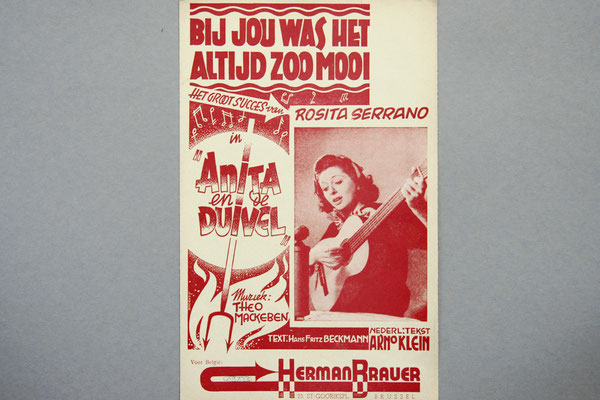 BIJ JOU WAS HET
ALTIJD ZOO MOOI
HET GROOT SUCCES van
ROSITA SERRANO
in
"ANITA
en de
DUIVEL"
Muziek:
THEO
MACKEBEN
TEXT: HANS FRITZ BECKMANN
NEDERL: TEKST
ARNO KLEIN
Voor België:
HERMAN BRAUER
BRUSSEL